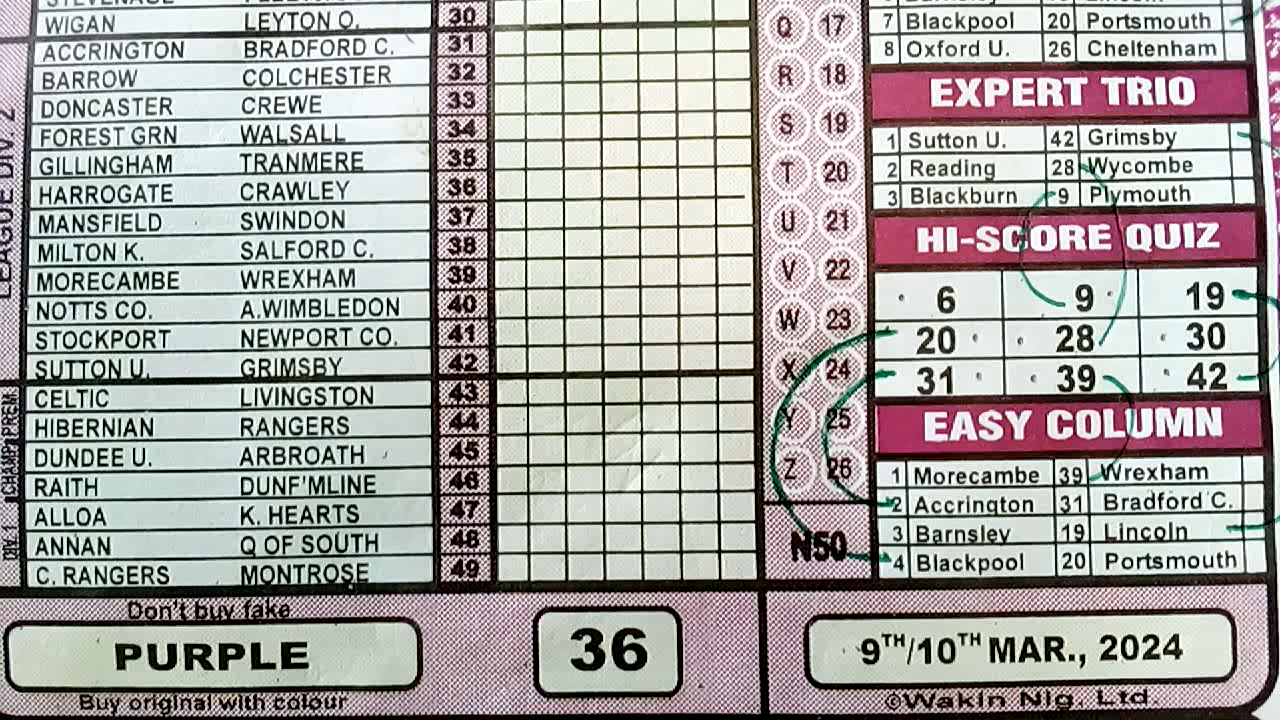 WIGAN LEYTON O. 30
ACCRINGTON BRADFORD C. 31
BARROW COLCHESTER 32
DONCASTER CREWE 33
FOREST GRN WALSALL 34
GILLINGHAM TRANMERE 35
HARROGATE CRAWLEY 36
MANSFIELD SWINDON 37
MILTON K. SALFORD C. 38
MORECAMBE WREXHAM 39
NOTTS CO. A.WIMBLEDON 40
STOCKPORT NEWPORT CO. 41
SUTTON U. GRIMSBY 42
CELTIC LIVINGSTON 43
HIBERNIAN RANGERS 44
DUNDEE U. ARBROATH 45
RAITH DUNF'MLINE 46
ALLOA K. HEARTS 47
ANNAN Q OF SOUTH 48
C. RANGERS MONTROSE 49
LEAGUE DIV. 2
Q 17
R 18
S 19
T 20
U 21
V 22
W 23
X 24
Y 25
Z 26
N50
7 Blackpool 20 Portsmouth
8 Oxford U. 26 Cheltenham
EXPERT TRIO
1 Sutton U. 42 Grimsby
2 Reading 28 Wycombe
3 Blackburn 9 Plymouth
HI-SCORE QUIZ
6 9 19
20 28 30
31 39 42
EASY COLUMN
1 Morecambe 39 Wrexham
2 Accrington 31 Bradford C.
3 Barnsley 19 Lincoln
4 Blackpool 20 Portsmouth
Don't buy fake
PURPLE
Buy original with colour
36
9TH/10TH MAR., 2024
©Wakin Nig. Ltd.